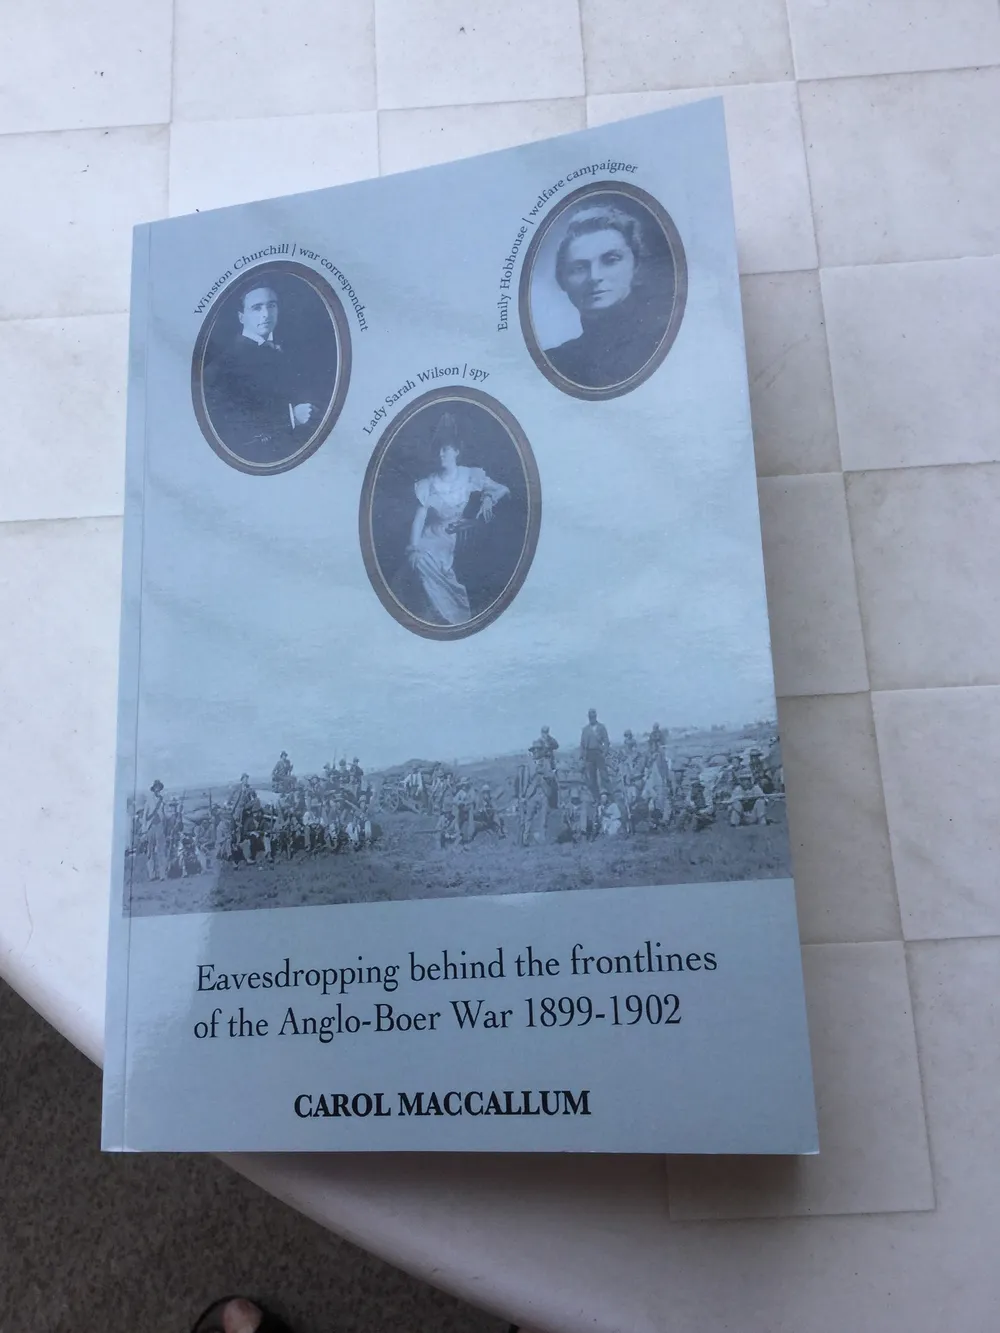 Winston Churchill | war correspondent
Emily Hobhouse | welfare campaigner
Lady Sarah Wilson | spy
Eavesdropping behind the frontlines
of the Anglo-Boer War 1899-1902
CAROL MACCALLUM